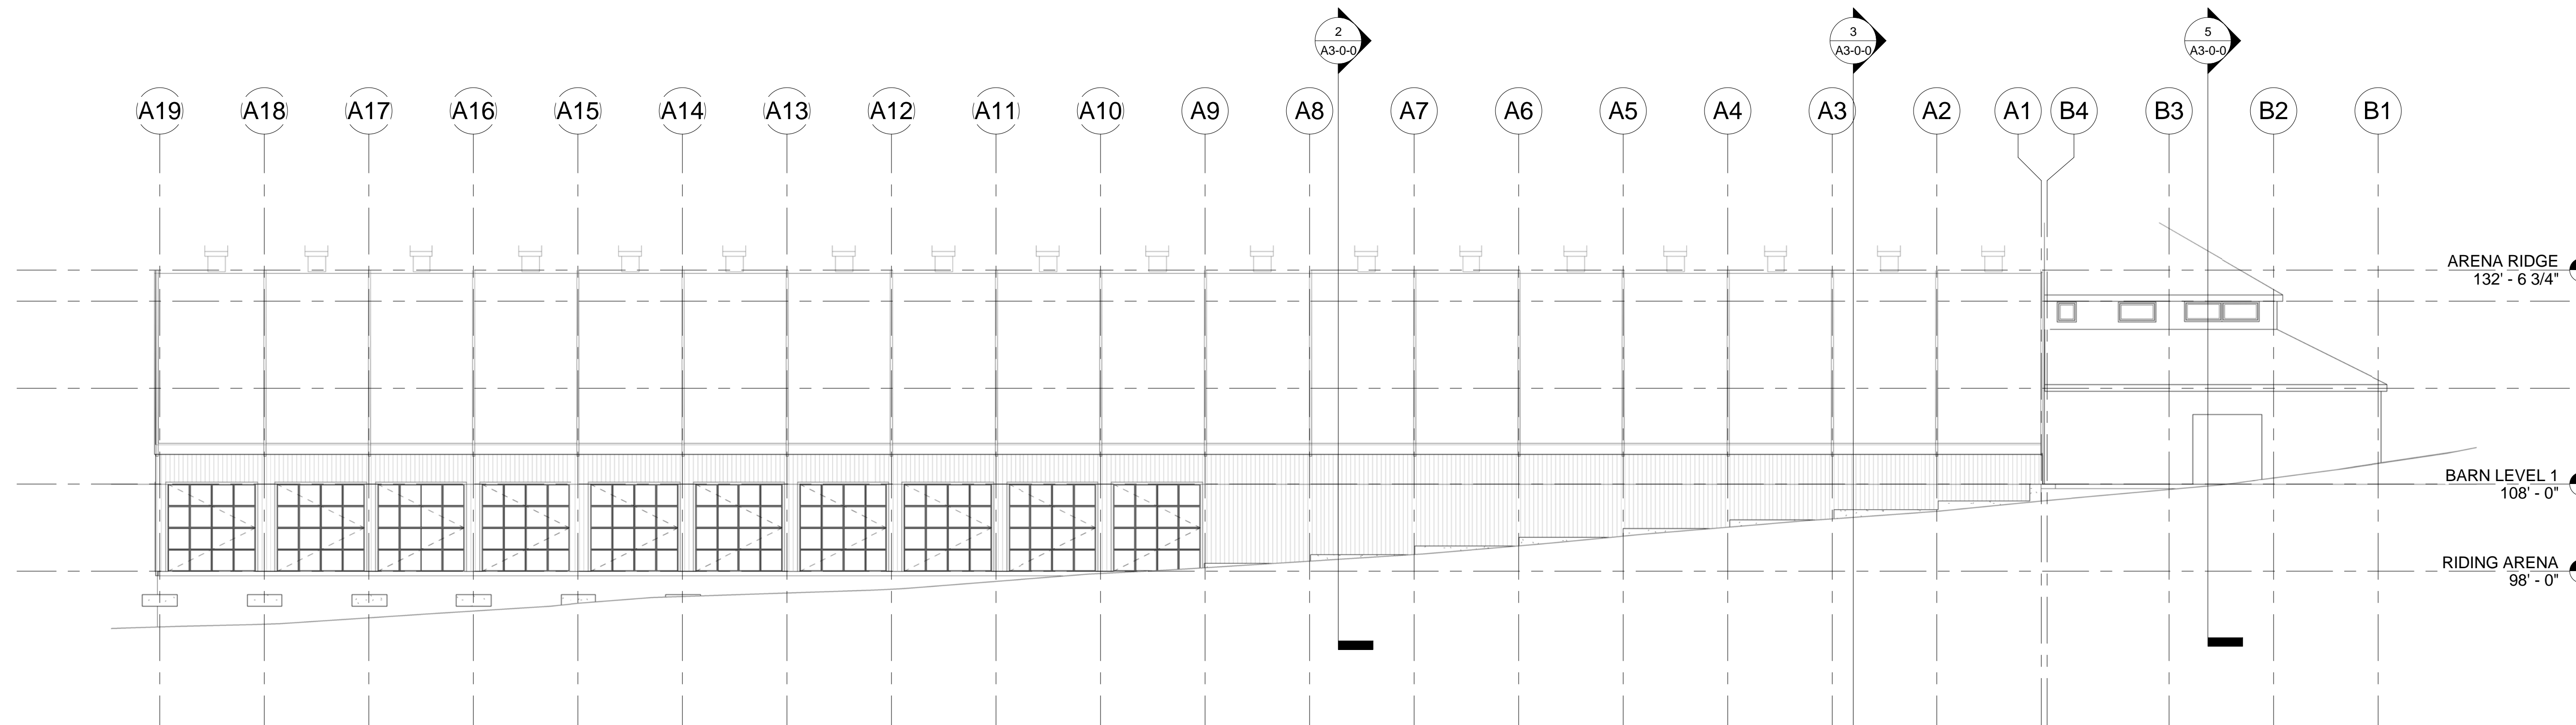 2
A3-0-0
3
A3-0-0
5
A3-0-0
A19
A18
A17
A16
A15
A14
A13
A12
A11
A10
A9
A8
A7
A6
A5
A4
A3
A2
A1
B4
B3
B2
B1
ARENA RIDGE
132' - 6 3/4"
BARN LEVEL 1
108' - 0"
RIDING ARENA
98' - 0"